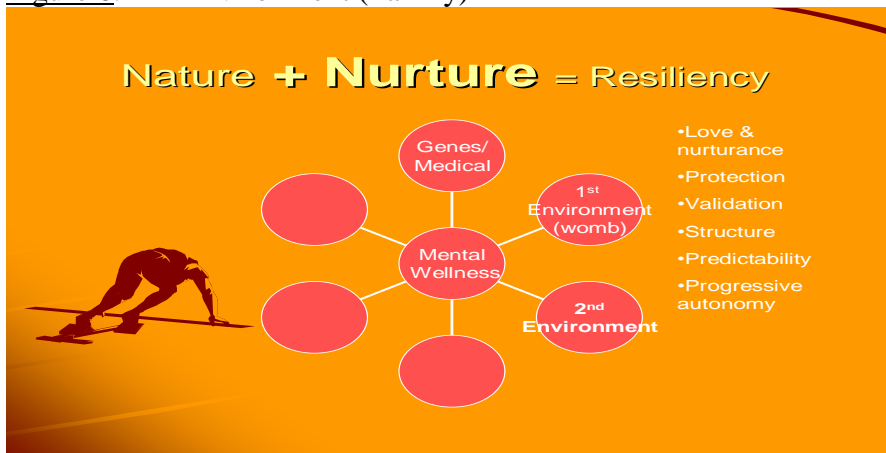 Nature + Nurture = Resiliency
Genes/
Medical
1st
Environment
(womb)
Mental
Wellness
2nd
Environment
•Love &
nurturance
•Protection
•Validation
•Structure
•Predictability
•Progressive
autonomy